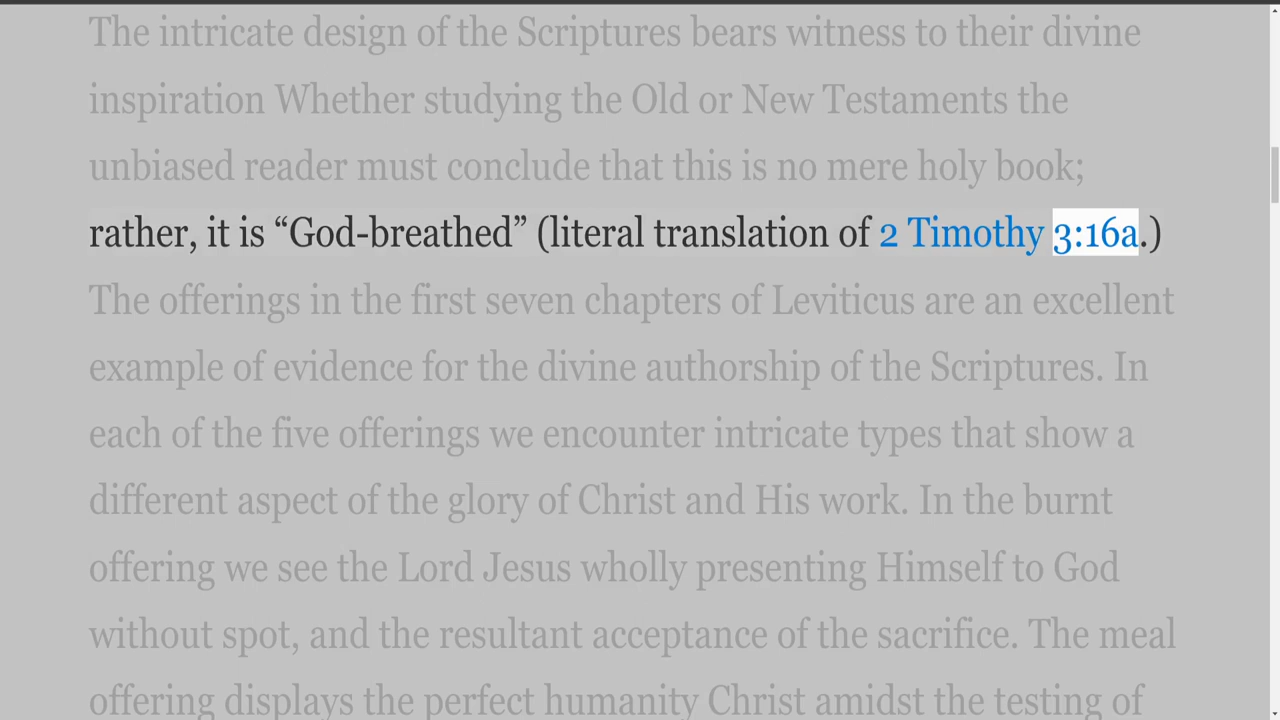 The intricate design of the Scriptures bears witness to their divine
inspiration Whether studying the Old or New Testaments the
unbiased reader must conclude that this is no mere holy book;
rather, it is “God-breathed” (literal translation of 2 Timothy 3:16a.)
The offerings in the first seven chapters of Leviticus are an excellent
example of evidence for the divine authorship of the Scriptures. In
each of the five offerings we encounter intricate types that show a
different aspect of the glory of Christ and His work. In the burnt
offering we see the Lord Jesus wholly presenting Himself to God
without spot, and the resultant acceptance of the sacrifice. The meal
offering displays the perfect humanity Christ amidst the testing of